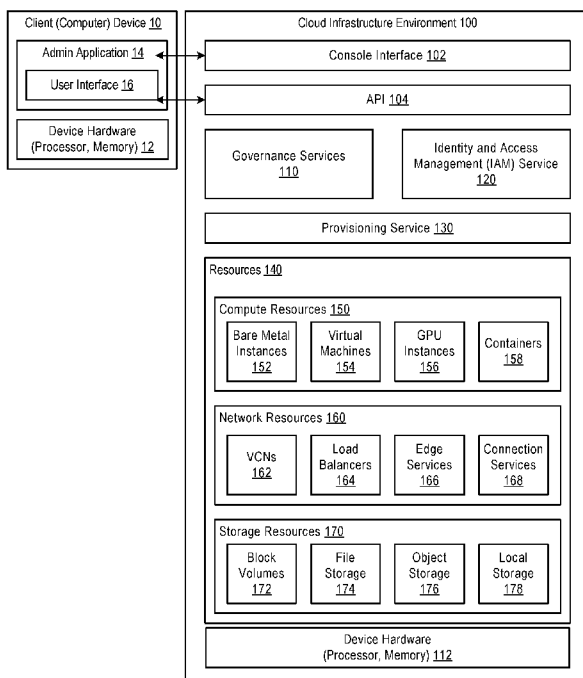 Client (Computer) Device 10
Admin Application 14
User Interface 16
Device Hardware
(Processor, Memory) 12
Cloud Infrastructure Environment 100
Console Interface 102
API 104
Governance Services
110
Identity and Access
Management (IAM) Service
120
Provisioning Service 130
Resources 140
Compute Resources 150
Bare Metal
Instances
152
Virtual
Machines
154
GPU
Instances
156
Containers
158
Network Resources 160
VCNs
162
Load
Balancers
164
Edge
Services
166
Connection
Services
168
Storage Resources 170
Block
Volumes
172
File
Storage
174
Object
Storage
176
Local
Storage
178
Device Hardware
(Processor, Memory) 112